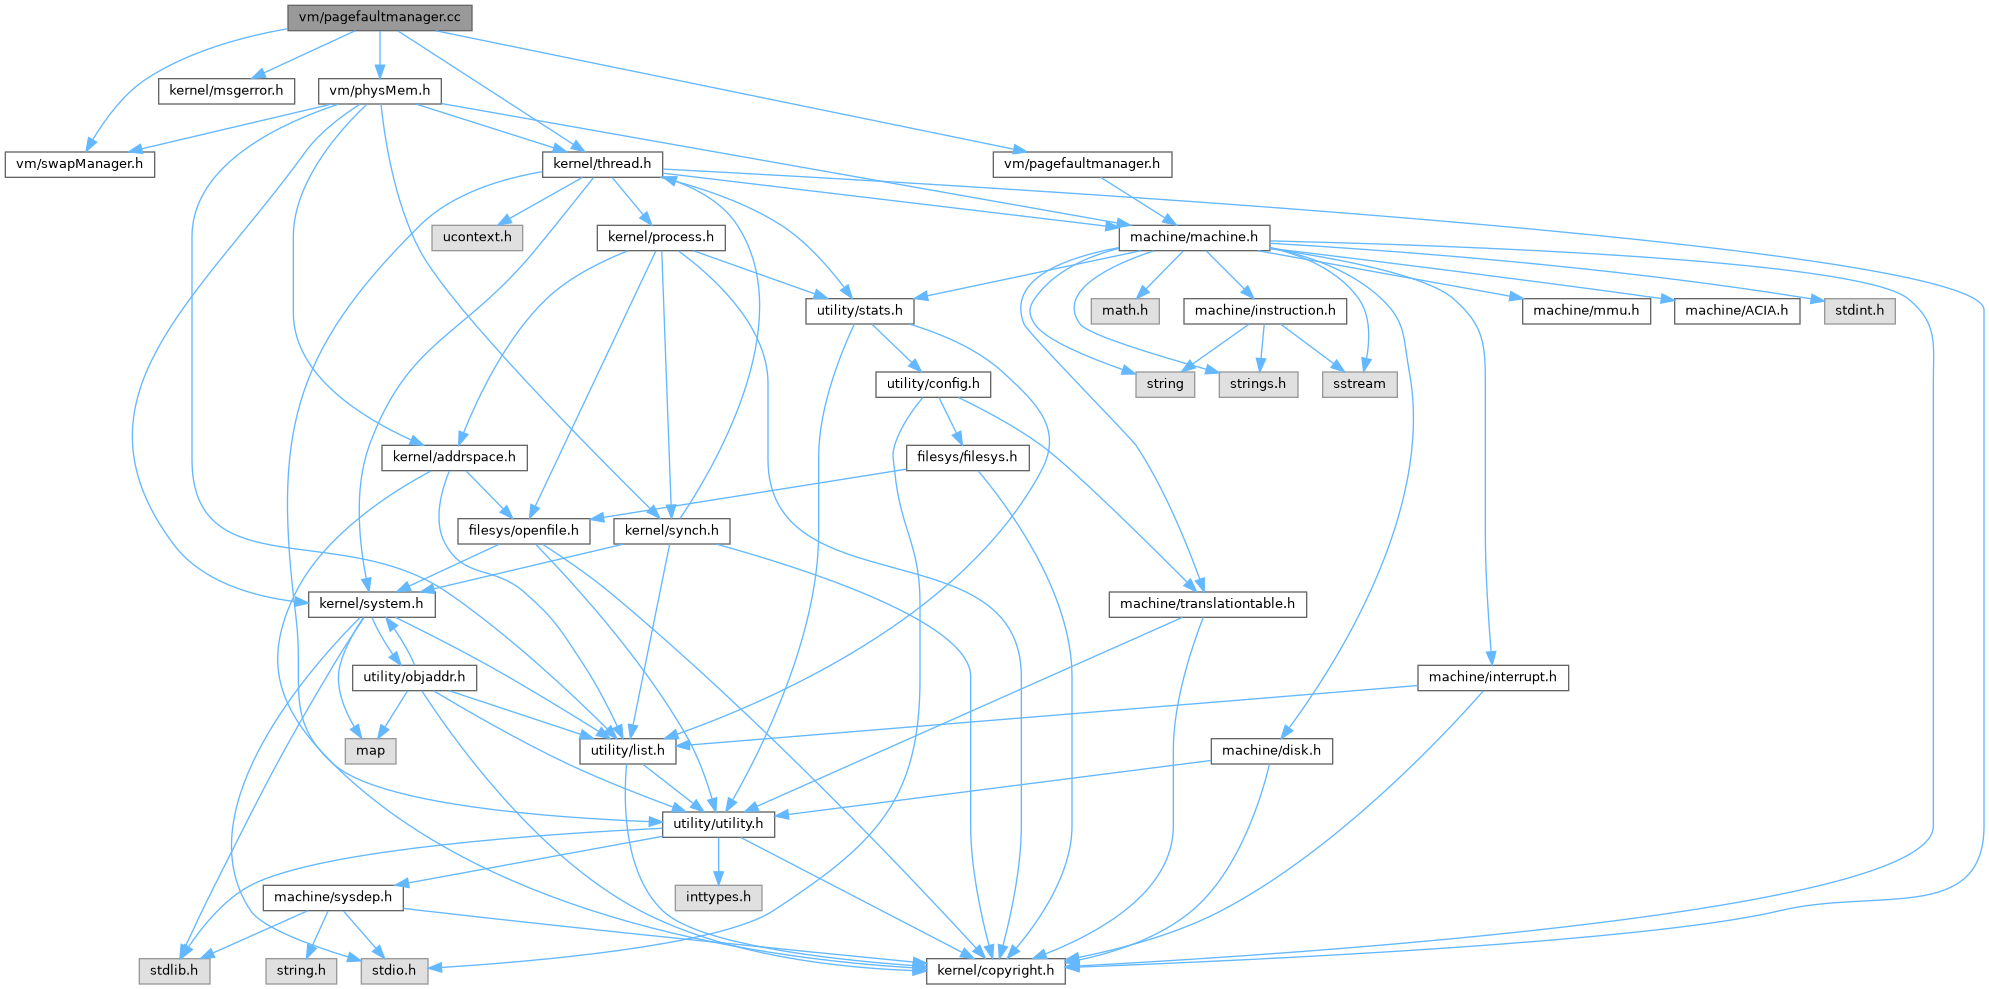 vm/pagefaultmanager.cc
kernel/msgerror.h
vm/physMem.h
vm/swapManager.h
kernel/thread.h
vm/pagefaultmanager.h
ucontext.h
kernel/process.h
machine/machine.h
utility/stats.h
math.h
machine/instruction.h
machine/mmu.h
machine/ACIA.h
stdint.h
utility/config.h
string
strings.h
sstream
kernel/addrspace.h
filesys/filesys.h
filesys/openfile.h
kernel/synch.h
kernel/system.h
machine/translationtable.h
utility/objaddr.h
machine/interrupt.h
map
utility/list.h
machine/disk.h
utility/utility.h
machine/sysdep.h
inttypes.h
stdlib.h
string.h
stdio.h
kernel/copyright.h